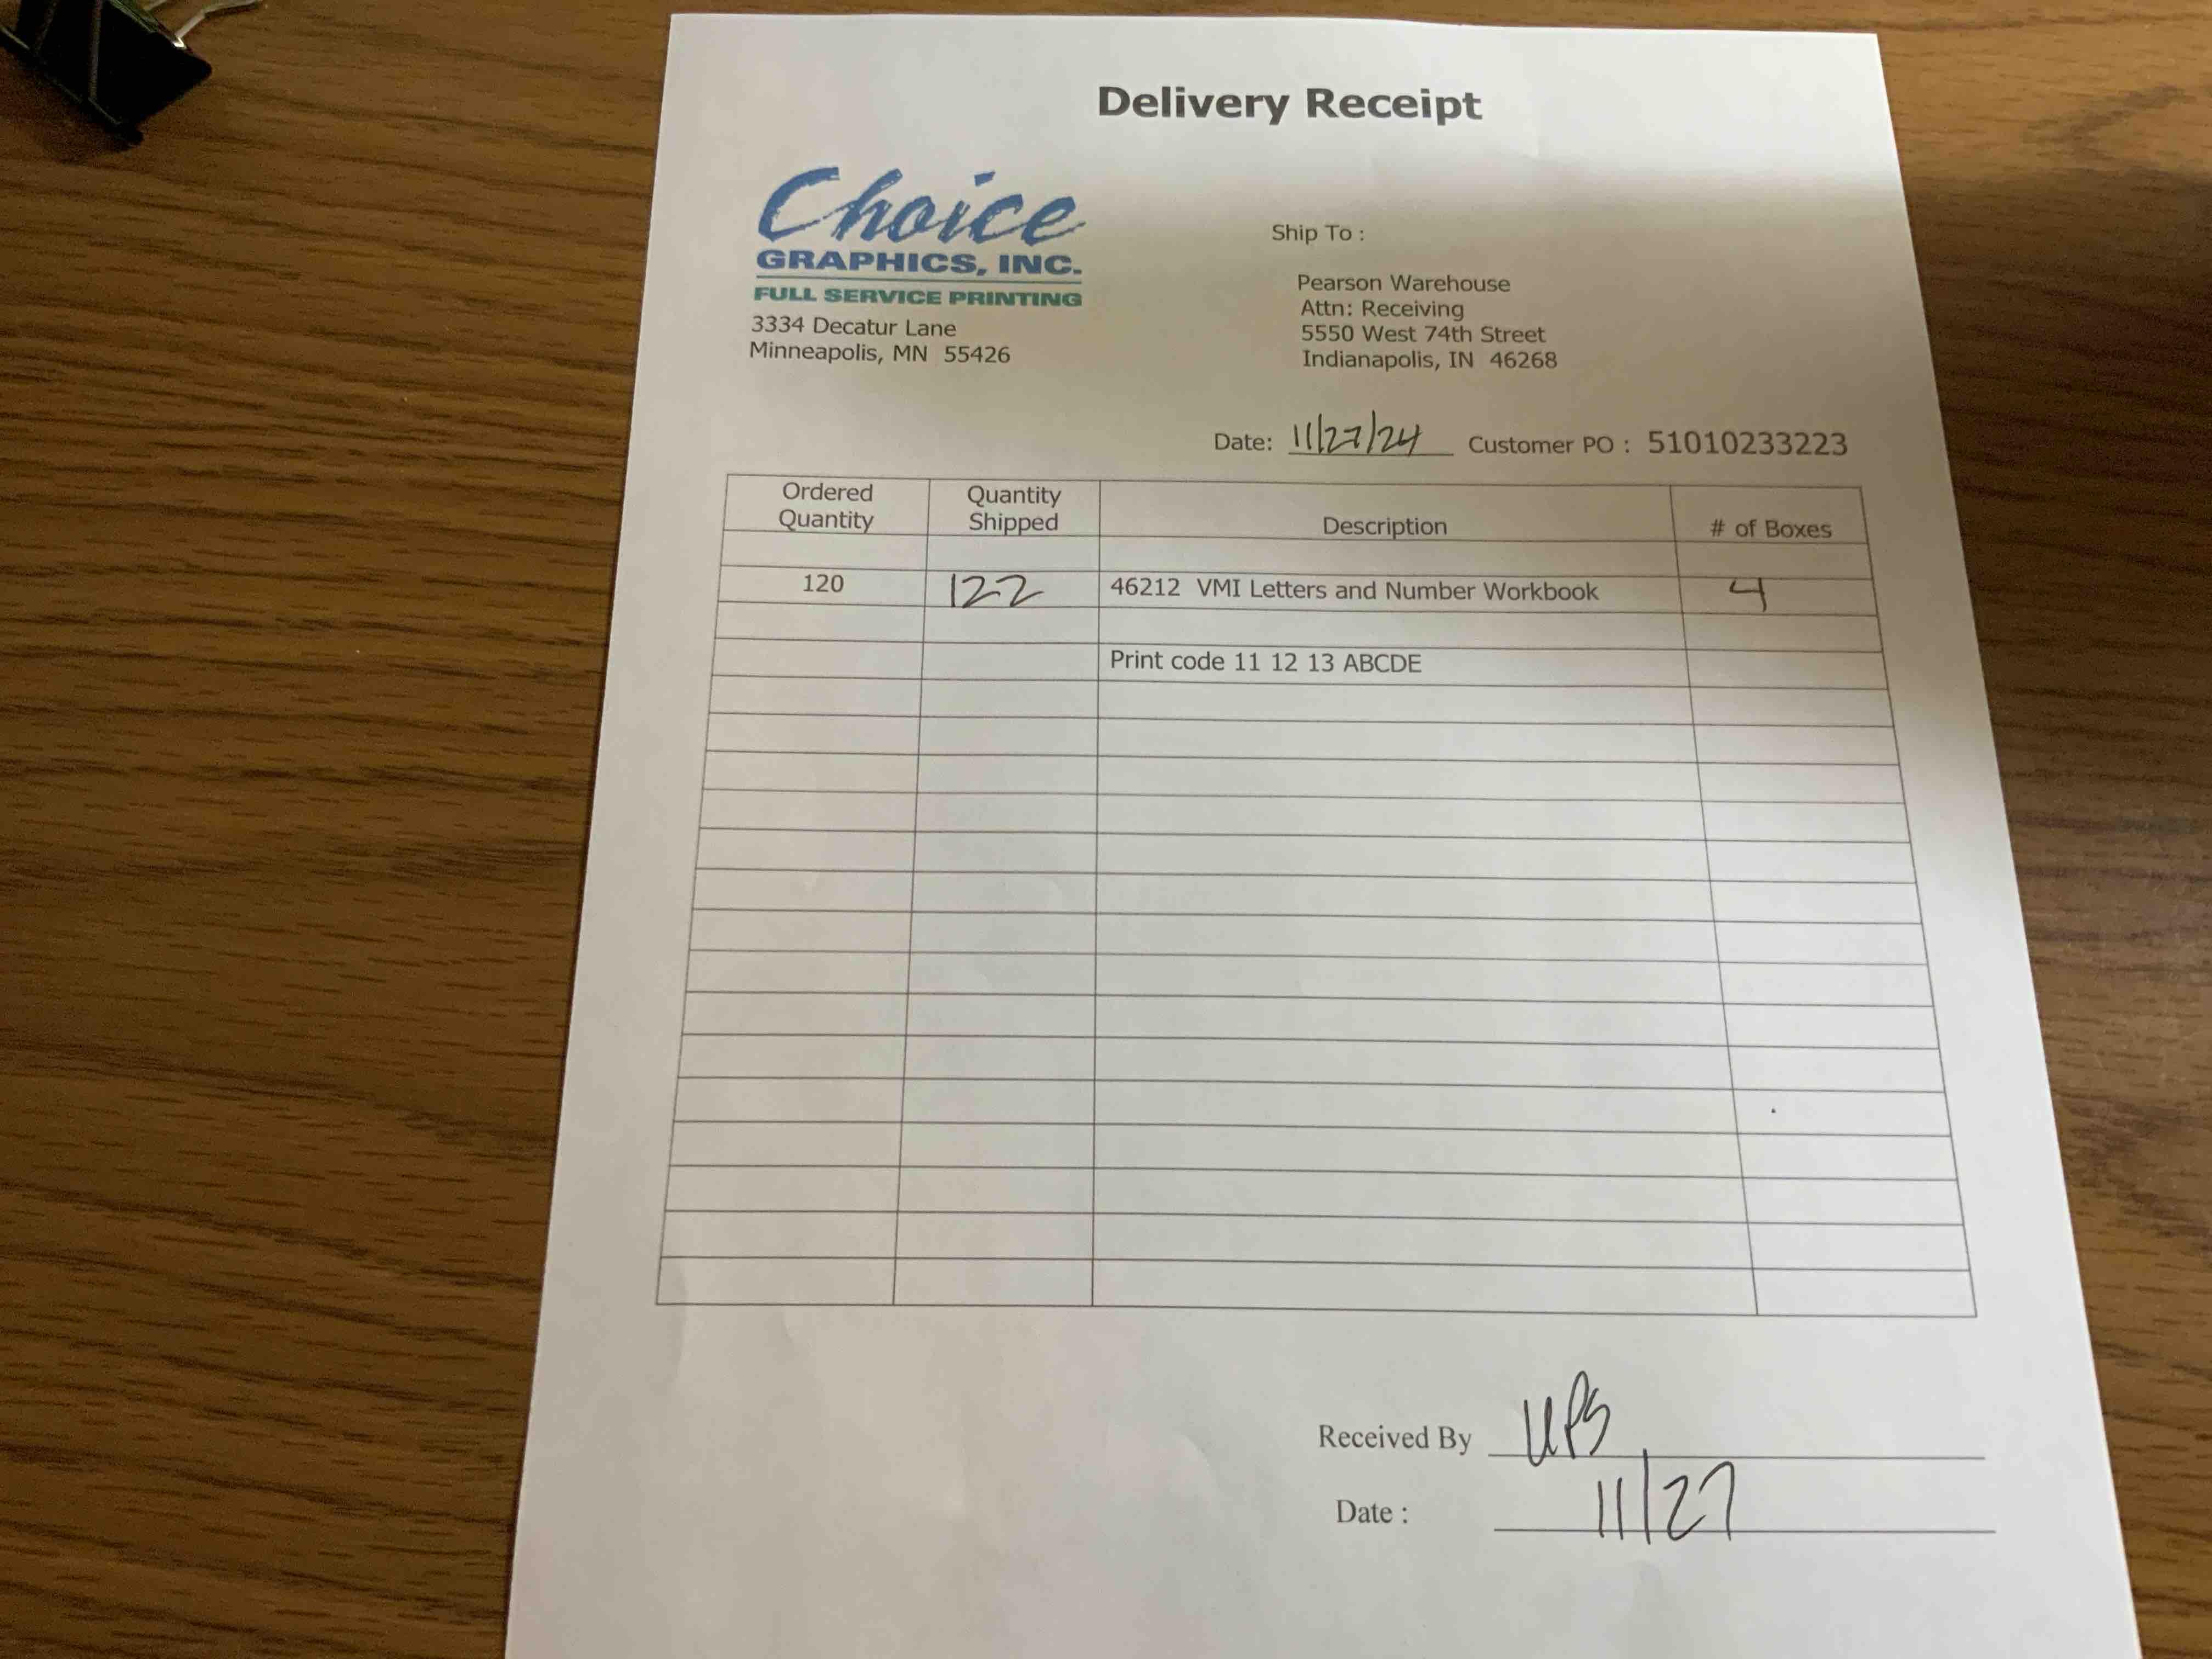 Delivery Receipt
Choice
GRAPHICS, INC.
FULL SERVICE PRINTING
3334 Decatur Lane
Minneapolis, MN 55426
Ship To :
Pearson Warehouse
Attn: Receiving
5550 West 74th Street
Indianapolis, IN 46268
Date: 11/27/24 Customer PO : 51010233223
Ordered Quantity Quantity Shipped Description # of Boxes
120 122 46212 VMI Letters and Number Workbook 4
Print code 11 12 13 ABCDE
Received By UPS
Date : 11/27